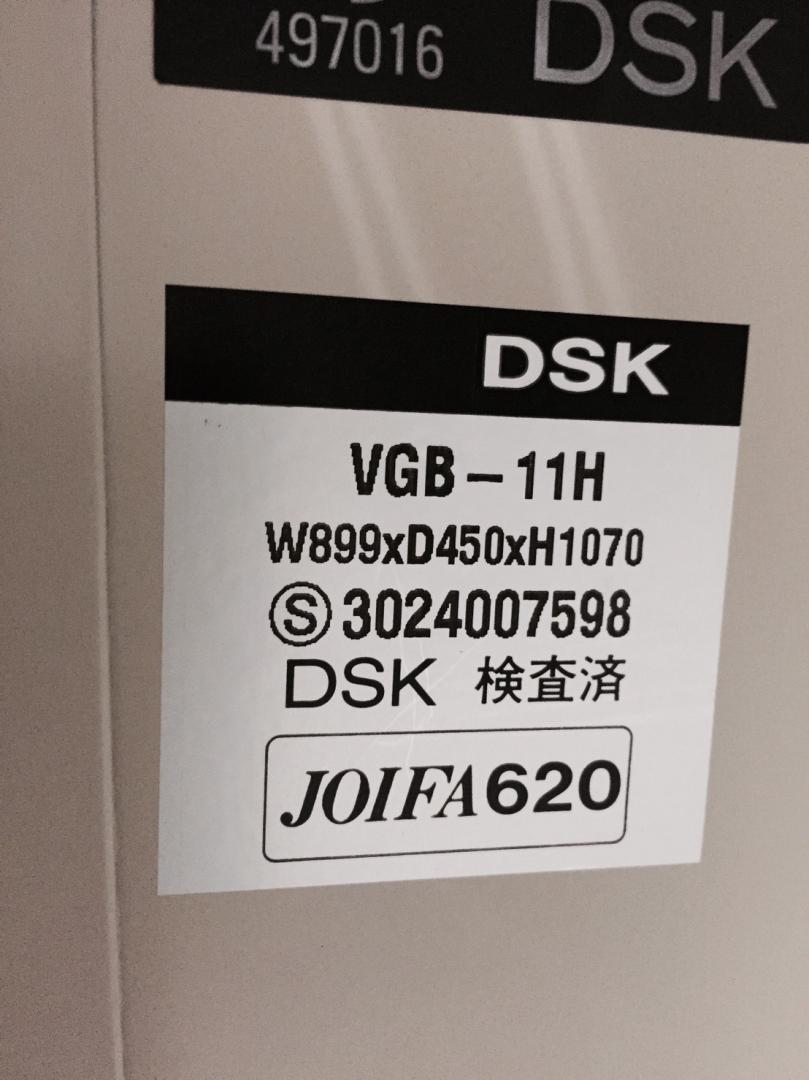 497016 DSK
DSK
VGB-11H
W899xD450xH1070
Ⓢ3024007598
DSK 検査済
JOIFA620